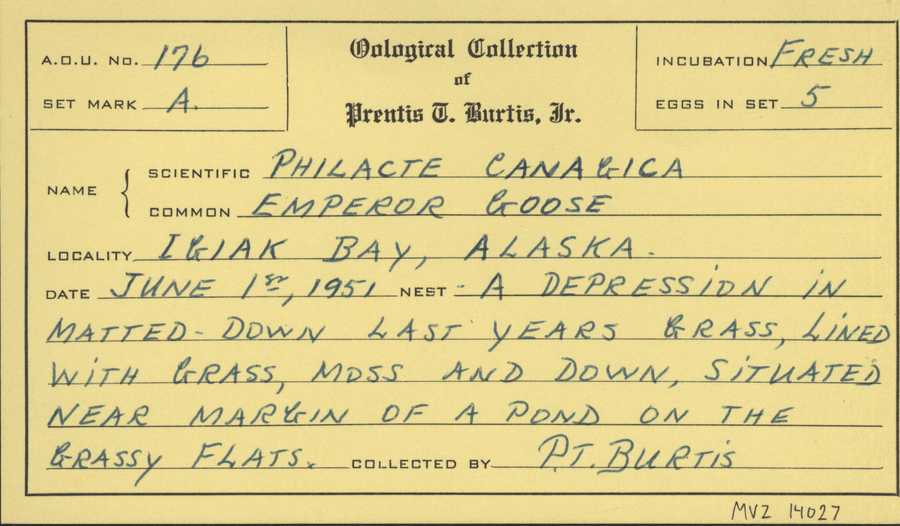 A.O.U. No. 176
SET MARK A.
Oological Collection
of
Prentis T. Burtis, Jr.
INCUBATION FRESH
EGGS IN SET 5
NAME { SCIENTIFIC PHILACTE CANAGICA
COMMON EMPEROR GOOSE
LOCALITY IGIAK BAY, ALASKA.
DATE JUNE 1st, 1951 NEST - A DEPRESSION IN
MATTED-DOWN LAST YEARS GRASS, LINED
WITH GRASS, MOSS AND DOWN, SITUATED
NEAR MARGIN OF A POND ON THE
GRASSY FLATS. COLLECTED BY P.T. BURTIS
MVZ 14027